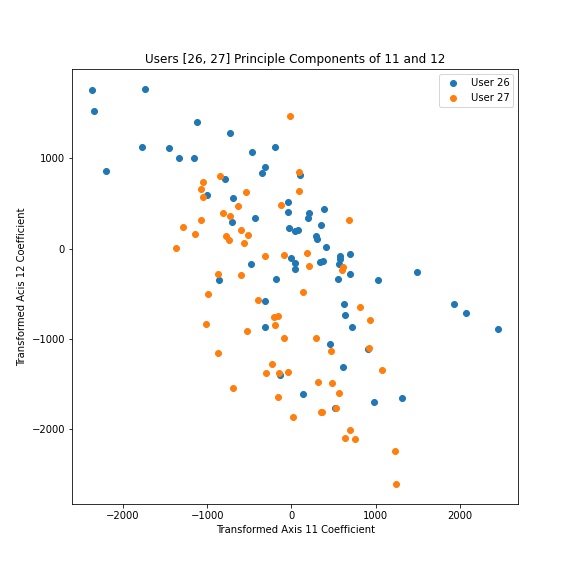 Users [26, 27] Principle Components of 11 and 12
User 26
User 27
1000
0
−1000
−2000
Transformed Acis 12 Coefficient
−2000
−1000
0
1000
2000
Transformed Axis 11 Coefficient